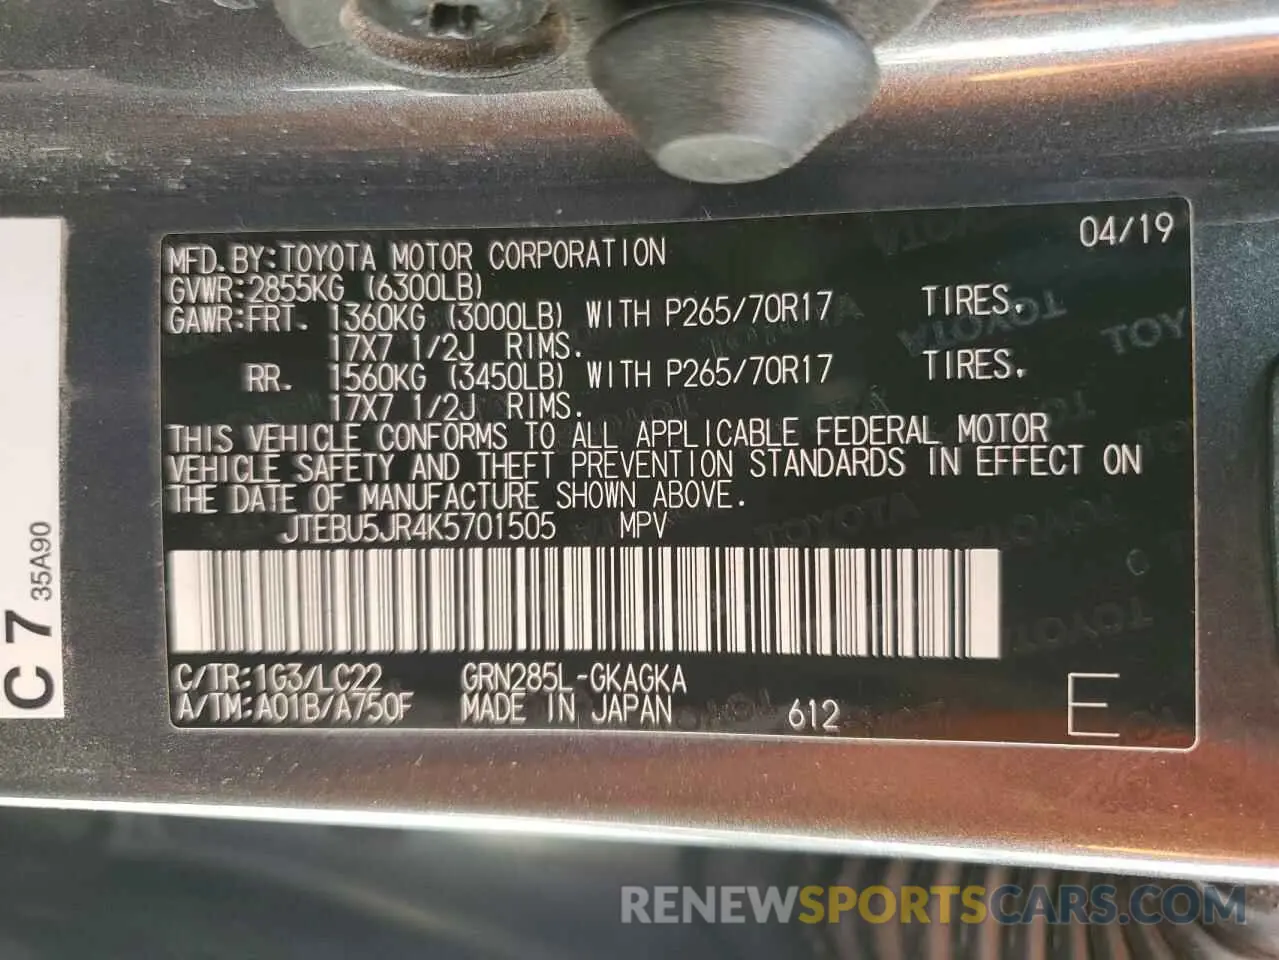 04/19
MFD.BY:TOYOTA MOTOR CORPORATION
GVWR:2855KG (6300LB)
GAWR:FRT. 1360KG (3000LB) WITH P265/70R17 TIRES.
17X7 1/2J RIMS.
RR. 1560KG (3450LB) WITH P265/70R17 TIRES.
17X7 1/2J RIMS.
THIS VEHICLE CONFORMS TO ALL APPLICABLE FEDERAL MOTOR
VEHICLE SAFETY AND THEFT PREVENTION STANDARDS IN EFFECT ON
THE DATE OF MANUFACTURE SHOWN ABOVE.
JTEBU5JR4K5701505 MPV
C/TR:1G3/LC22 GRN285L-GKAGKA
A/TM:A01B/A750F MADE IN JAPAN 612 E
C 7 35A90
RENEWSPORTSCARS.COM